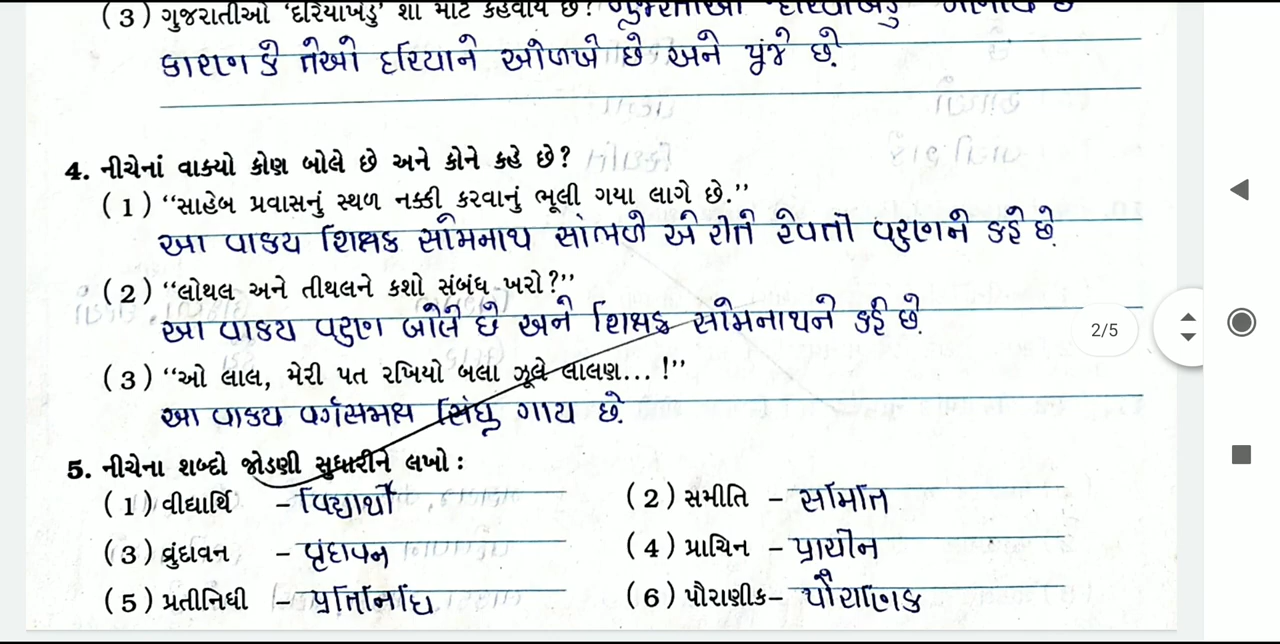 (3) ગુજરાતીઓ 'દરિયાખેડુ' શા માટે કહેવાય છે? ગુજરાતીઓ દરિયાખેડુ
કારણ કે તેઓ દરિયાને ઓળખે છે અને પૂંજે છે.
4. નીચેનાં વાક્યો કોણ બોલે છે અને કોને કહે છે?
(1) “સાહેબ પ્રવાસનું સ્થળ નક્કી કરવાનું ભૂલી ગયા લાગે છે.”
આ વાક્ય શિક્ષક સોમનાથ સાંભળે એ રીતે રેવતી વરુણને કહે છે.
(2) “લોથલ અને તીથલને કશો સંબંધ ખરો?”
આ વાક્ય વરુણ બોલે છે અને શિક્ષક સોમનાથને કહે છે.
2/5
(3) “ઓ લાલ, મેરી પત રખિયો બલા ઝૂલે લાલણ... !”
આ વાક્ય વર્ગસમક્ષ સિંધુ ગાય છે.
5. નીચેના શબ્દો જોડણી સુધારીને લખો :
(1) વીદ્યાર્થિ – વિદ્યાર્થી (2) સમીતિ – સમિતિ
(3) વ્રુંદાવન – વૃંદાવન (4) પ્રાચિન – પ્રાચીન
(5) પ્રતીનિધી – પ્રતિનિધિ (6) પૌરાણીક– પૌરાણિક